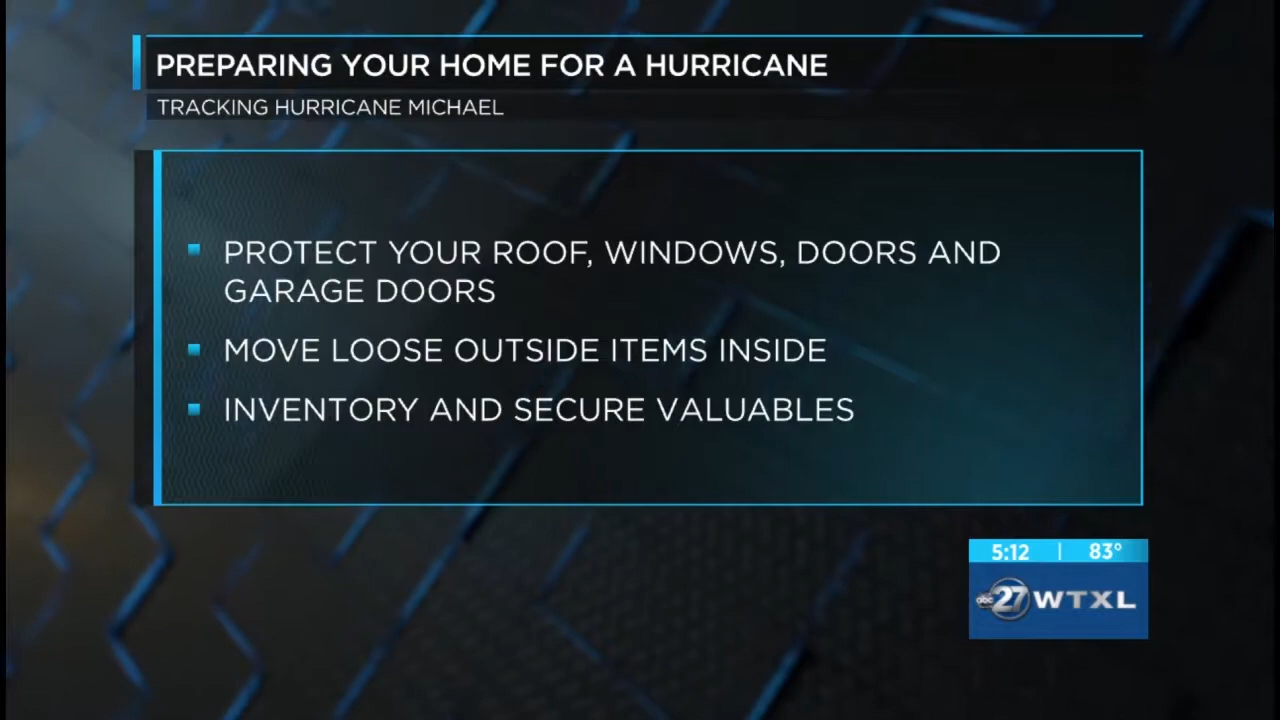 PREPARING YOUR HOME FOR A HURRICANE
TRACKING HURRICANE MICHAEL
PROTECT YOUR ROOF, WINDOWS, DOORS AND
GARAGE DOORS
MOVE LOOSE OUTSIDE ITEMS INSIDE
INVENTORY AND SECURE VALUABLES
5:12 | 83°
abc 27 WTXL